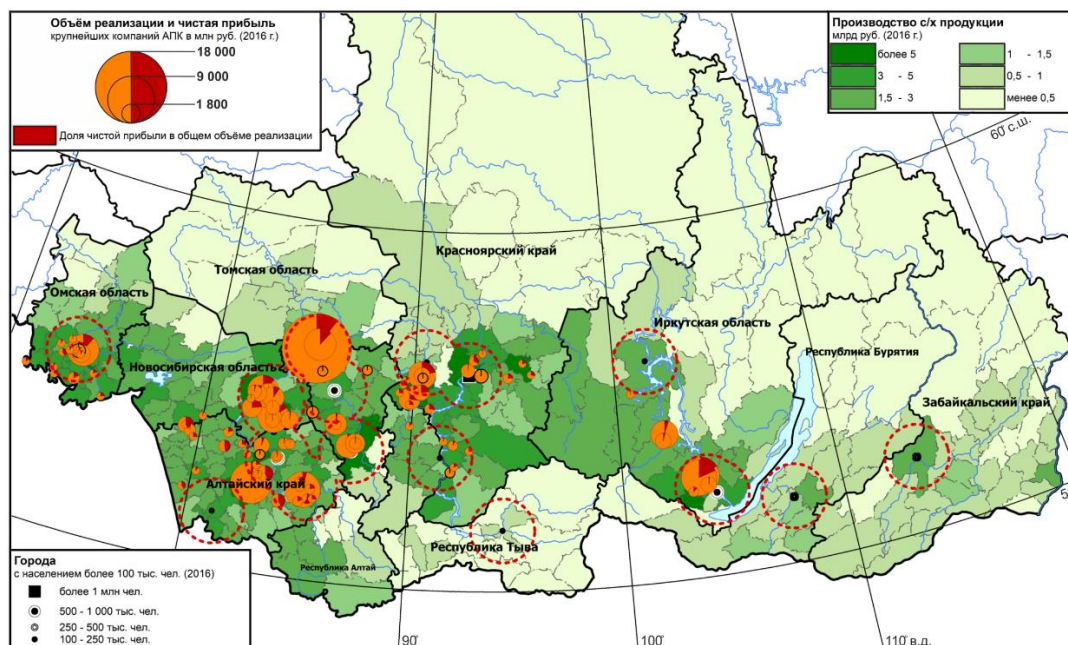 Объём реализации и чистая прибыль
крупнейших компаний АПК в млн руб. (2016 г.)
18 000
9 000
1 800
Доля чистой прибыли в общем объёме реализации
Производство с/х продукции
млрд руб. (2016 г.)
более 5
3 - 5
1,5 - 3
1 - 1,5
0,5 - 1
менее 0,5
60° с.ш.
Красноярский край
Томская область
Омская область
Иркутская область
Республика Бурятия
Новосибирская область
Забайкальский край
Алтайский край
Республика Тыва
Республика Алтай
Города
с населением более 100 тыс. чел. (2016)
более 1 млн чел.
500 - 1 000 тыс. чел.
250 - 500 тыс. чел.
100 - 250 тыс. чел.
90°
100°
110° в.д.